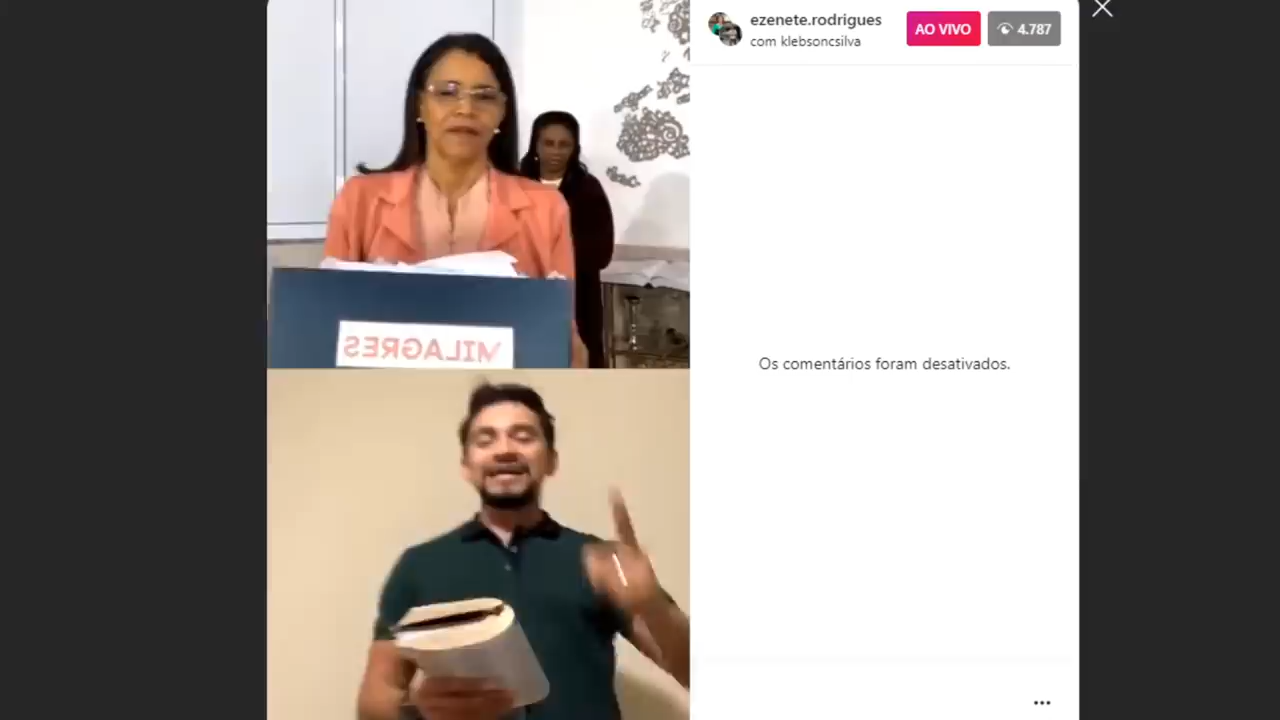 ezenete.rodrigues
com klebsoncsilva
AO VIVO
4.787
MILAGRES
Os comentários foram desativados.